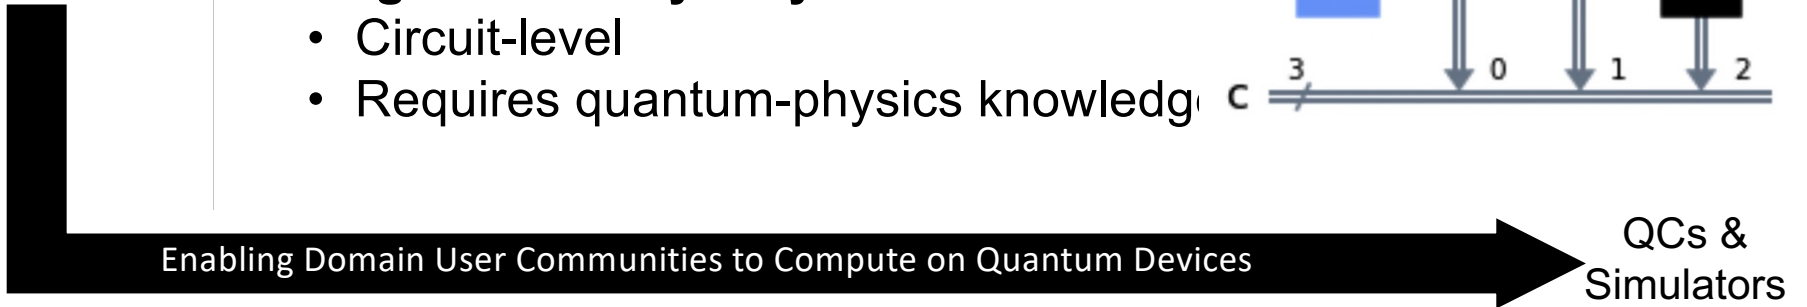 • Circuit-level
• Requires quantum-physics
3 0 1 2
C
Enabling Domain User Communities to Compute on Quantum Devices
QCs &
Simulators